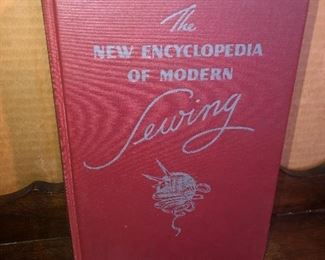 The
NEW ENCYCLOPEDIA
OF MODERN
Sewing